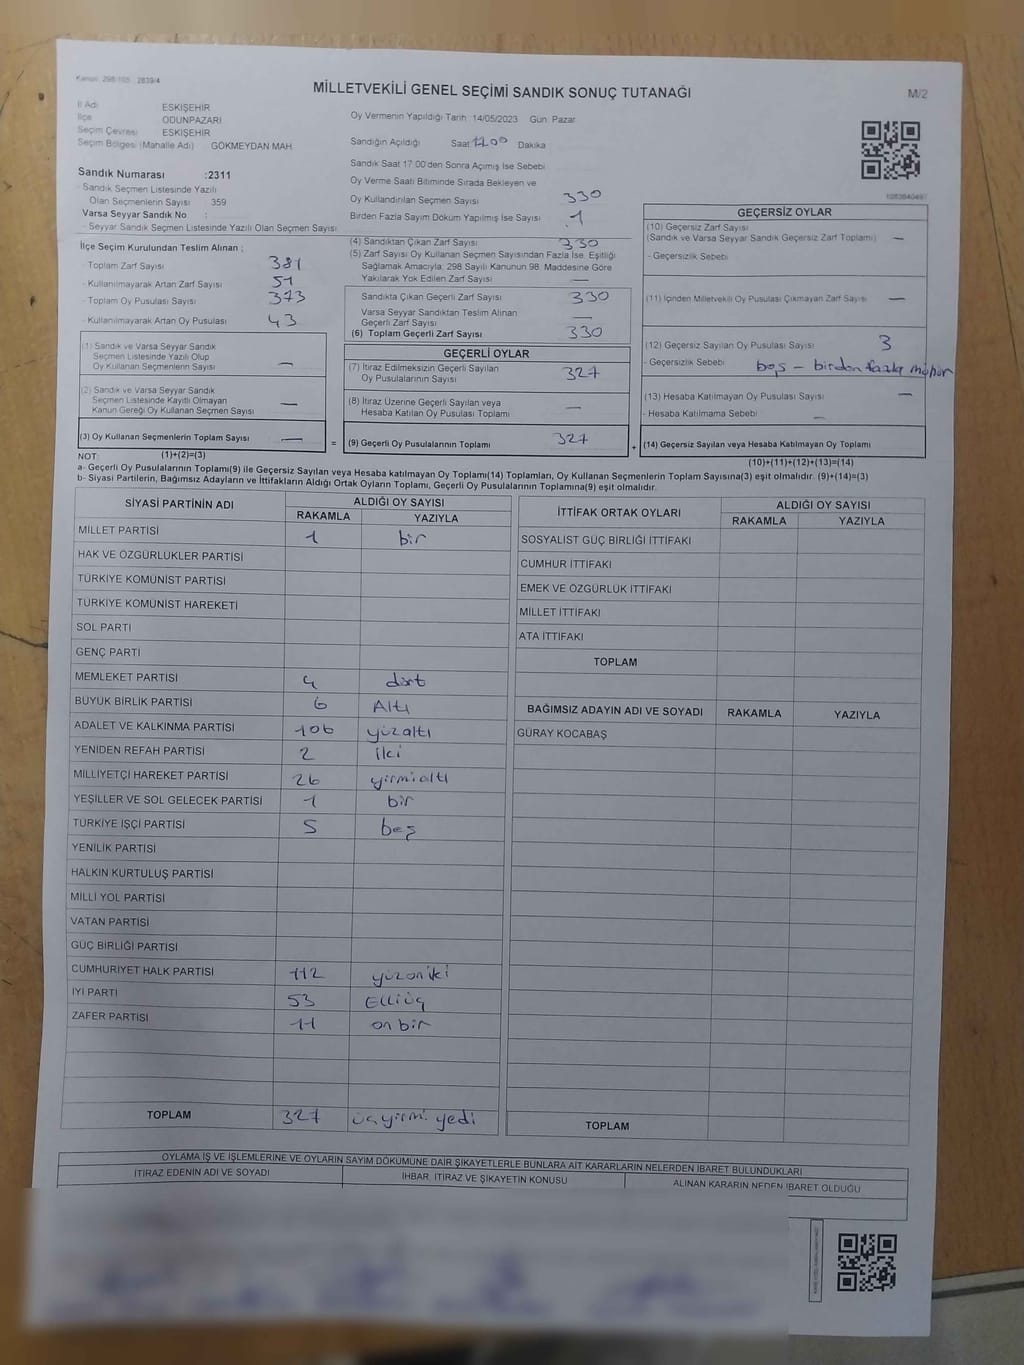 Kanun: 298/105 2839/4
MİLLETVEKİLİ GENEL SEÇİMİ SANDIK SONUÇ TUTANAĞI
M/2
İl Adı ESKİŞEHİR
İlçe ODUNPAZARI
Seçim Çevresi ESKİŞEHİR
Seçim Bölgesi (Mahalle Adı) GÖKMEYDAN MAH.
Sandık Numarası :2311
- Sandık Seçmen Listesinde Yazılı
Olan Seçmenlerin Sayısı 359
Varsa Seyyar Sandık No :
- Seyyar Sandık Seçmen Listesinde Yazılı Olan Seçmen Sayısı
Oy Vermenin Yapıldığı Tarih :14/05/2023 Gün: Pazar
Sandığın Açıldığı Saat 17.00 Dakika
Sandık Saat 17.00'den Sonra Açımış İse Sebebi
Oy Verme Saati Bitiminde Sırada Bekleyen ve
Oy Kullandırılan Seçmen Sayısı 330
Birden Fazla Sayım Döküm Yapılmış İse Sayısı 1
İlçe Seçim Kurulundan Teslim Alınan ;
- Toplam Zarf Sayısı 381
- Kullanılmayarak Artan Zarf Sayısı 51
- Toplam Oy Pusulası Sayısı 373
- Kullanılmayarak Artan Oy Pusulası 43
(4) Sandıktan Çıkan Zarf Sayısı 330
(5) Zarf Sayısı Oy Kullanan Seçmen Sayısından Fazla İse, Eşitliği
Sağlamak Amacıyla; 298 Sayılı Kanunun 98. Maddesine Göre
Yakılarak Yok Edilen Zarf Sayısı —
Sandıkta Çıkan Geçerli Zarf Sayısı 330
Varsa Seyyar Sandıktan Teslim Alınan
Geçerli Zarf Sayısı —
(6) Toplam Geçerli Zarf Sayısı 330
GEÇERSİZ OYLAR
(10) Geçersiz Zarf Sayısı
(Sandık ve Varsa Seyyar Sandık Geçersiz Zarf Toplamı) —
- Geçersizlik Sebebi
(11) İçinden Milletvekili Oy Pusulası Çıkmayan Zarf Sayısı —
(12) Geçersiz Sayılan Oy Pusulası Sayısı 3
- Geçersizlik Sebebi boş - birden fazla mühür
(13) Hesaba Katılmayan Oy Pusulası Sayısı —
- Hesaba Katılmama Sebebi —
(1) Sandık ve Varsa Seyyar Sandık
Seçmen Listesinde Yazılı Olup
Oy Kullanan Seçmenlerin Sayısı —
(2) Sandık ve Varsa Seyyar Sandık
Seçmen Listesinde Kayıtlı Olmayan
Kanun Gereği Oy Kullanan Seçmen Sayısı —
(3) Oy Kullanan Seçmenlerin Toplam Sayısı —
GEÇERLİ OYLAR
(7) İtiraz Edilmeksizin Geçerli Sayılan
Oy Pusulalarının Sayısı 327
(8) İtiraz Üzerine Geçerli Sayılan veya
Hesaba Katılan Oy Pusulası Toplamı —
= (9) Geçerli Oy Pusulalarının Toplamı 327
+ (14) Geçersiz Sayılan veya Hesaba Katılmayan Oy Toplamı
NOT: (1)+(2)=(3)
(10)+(11)+(12)+(13)=(14)
a- Geçerli Oy Pusulalarının Toplamı(9) ile Geçersiz Sayılan veya Hesaba katılmayan Oy Toplamı(14) Toplamları, Oy Kullanan Seçmenlerin Toplam Sayısına(3) eşit olmalıdır. (9)+(14)=(3)
b- Siyasi Partilerin, Bağımsız Adayların ve İttifakların Aldığı Ortak Oyların Toplamı, Geçerli Oy Pusulalarının Toplamına(9) eşit olmalıdır.
SİYASİ PARTİNİN ADI ALDIĞI OY SAYISI
RAKAMLA YAZIYLA
MİLLET PARTİSİ 1 bir
HAK VE ÖZGÜRLÜKLER PARTİSİ
TÜRKİYE KOMÜNİST PARTİSİ
TÜRKİYE KOMÜNİST HAREKETİ
SOL PARTİ
GENÇ PARTİ
MEMLEKET PARTİSİ 4 dört
BÜYÜK BİRLİK PARTİSİ 6 Altı
ADALET VE KALKINMA PARTİSİ 106 yüzaltı
YENİDEN REFAH PARTİSİ 2 iki
MİLLİYETÇİ HAREKET PARTİSİ 26 yirmialtı
YEŞİLLER VE SOL GELECEK PARTİSİ 1 bir
TÜRKİYE İŞÇİ PARTİSİ 5 beş
YENİLİK PARTİSİ
HALKIN KURTULUŞ PARTİSİ
MİLLİ YOL PARTİSİ
VATAN PARTİSİ
GÜÇ BİRLİĞİ PARTİSİ
CUMHURİYET HALK PARTİSİ 112 yüzoniki
İYİ PARTİ 53 Elliüç
ZAFER PARTİSİ 11 on bir
TOPLAM 327 üçyirmi yedi
İTTİFAK ORTAK OYLARI ALDIĞI OY SAYISI
RAKAMLA YAZIYLA
SOSYALİST GÜÇ BİRLİĞİ İTTİFAKI
CUMHUR İTTİFAKI
EMEK VE ÖZGÜRLÜK İTTİFAKI
MİLLET İTTİFAKI
ATA İTTİFAKI
TOPLAM
BAĞIMSIZ ADAYIN ADI VE SOYADI RAKAMLA YAZIYLA
GÜRAY KOCABAŞ
TOPLAM
OYLAMA İŞ VE İŞLEMLERİNE VE OYLARIN SAYIM DÖKÜMÜNE DAİR ŞİKAYETLERLE BUNLARA AİT KARARLARIN NELERDEN İBARET BULUNDUKLARI
İTİRAZ EDENİN ADI VE SOYADI İHBAR, İTİRAZ VE ŞİKAYETİN KONUSU ALINAN KARARIN NEDEN İBARET OLDUĞU